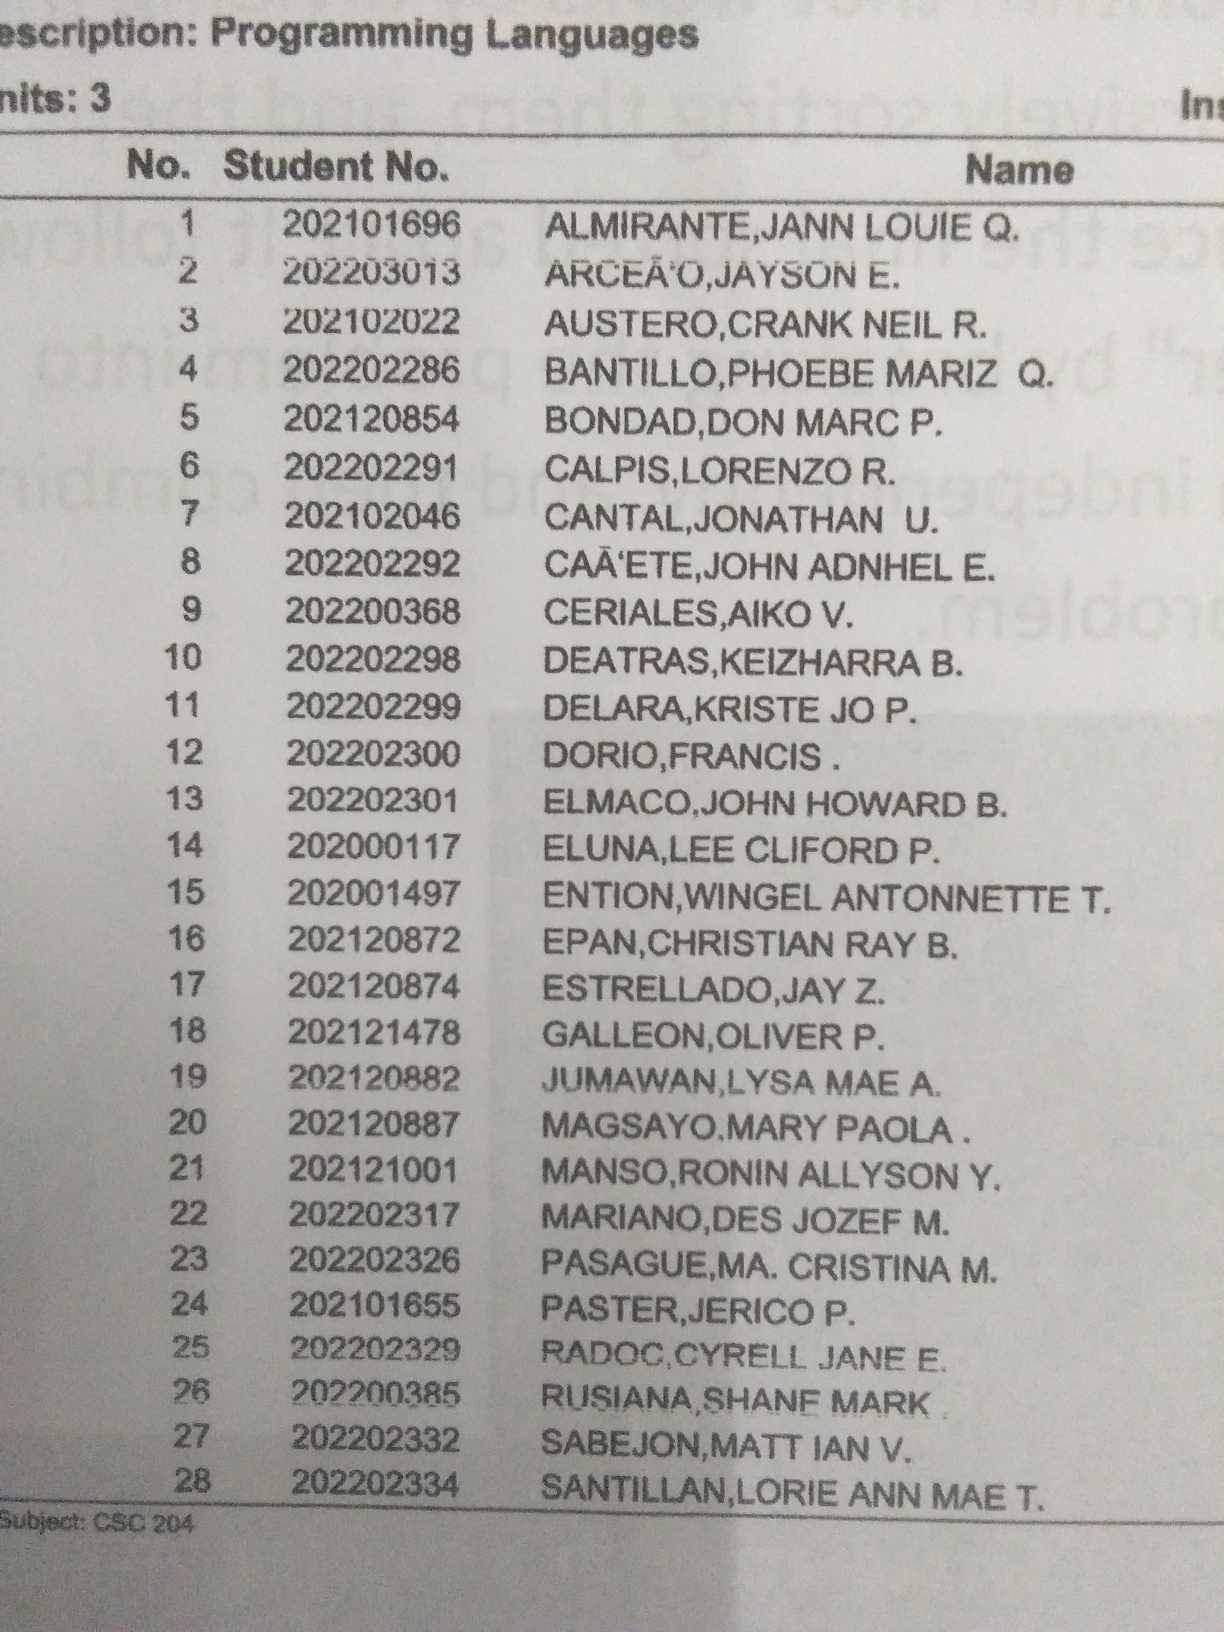 escription: Programming Languages
nits: 3 Ins
No. Student No. Name
1 202101696 ALMIRANTE,JANN LOUIE Q.
2 202203013 ARCEÃ‘O,JAYSON E.
3 202102022 AUSTERO,CRANK NEIL R.
4 202202286 BANTILLO,PHOEBE MARIZ Q.
5 202120854 BONDAD,DON MARC P.
6 202202291 CALPIS,LORENZO R.
7 202102046 CANTAL,JONATHAN U.
8 202202292 CAÃ‘ETE,JOHN ADNHEL E.
9 202200368 CERIALES,AIKO V.
10 202202298 DEATRAS,KEIZHARRA B.
11 202202299 DELARA,KRISTE JO P.
12 202202300 DORIO,FRANCIS .
13 202202301 ELMACO,JOHN HOWARD B.
14 202000117 ELUNA,LEE CLIFORD P.
15 202001497 ENTION,WINGEL ANTONNETTE T.
16 202120872 EPAN,CHRISTIAN RAY B.
17 202120874 ESTRELLADO,JAY Z.
18 202121478 GALLEON,OLIVER P.
19 202120882 JUMAWAN,LYSA MAE A.
20 202120887 MAGSAYO,MARY PAOLA .
21 202121001 MANSO,RONIN ALLYSON Y.
22 202202317 MARIANO,DES JOZEF M.
23 202202326 PASAGUE,MA. CRISTINA M.
24 202101655 PASTER,JERICO P.
25 202202329 RADOC,CYRELL JANE E.
26 202200385 RUSIANA,SHANE MARK .
27 202202332 SABEJON,MATT IAN V.
28 202202334 SANTILLAN,LORIE ANN MAE T.
Subject: CSC 204